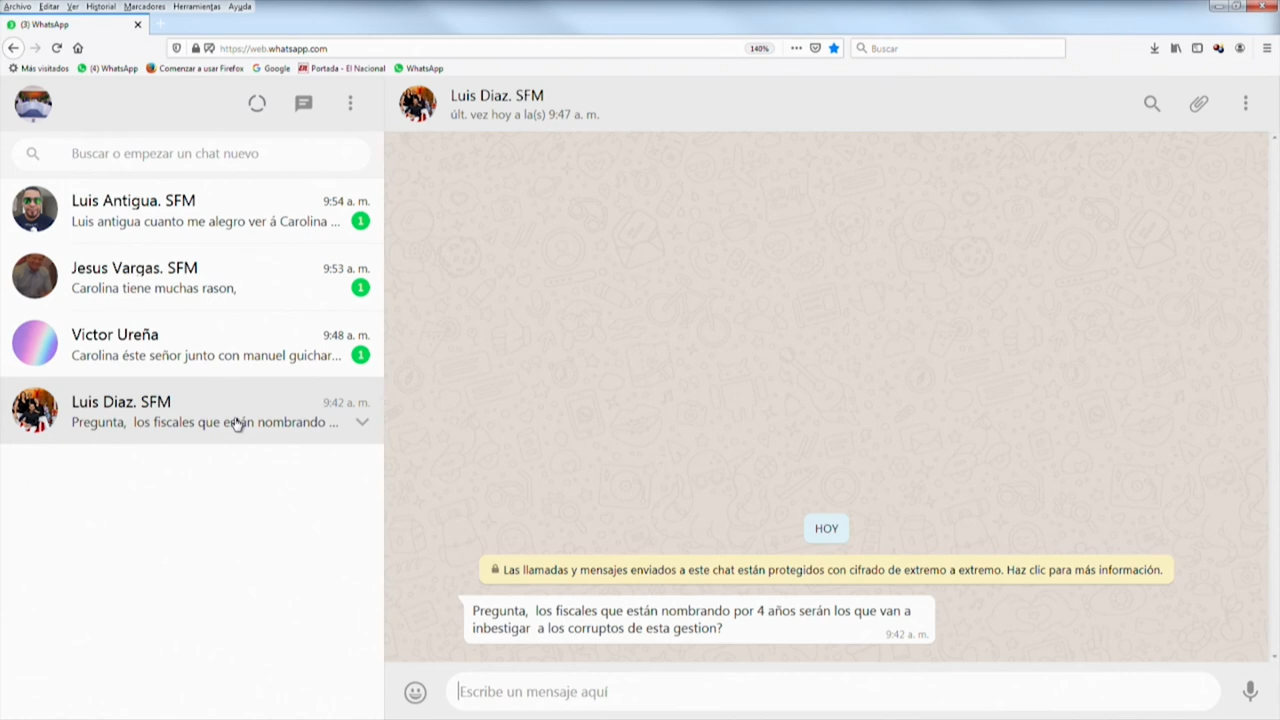 Archivo Editar Ver Historial Marcadores Herramientas Ayuda
(3) WhatsApp
https://web.whatsapp.com
140%
Buscar
Más visitados
(4) WhatsApp
Comenzar a usar Firefox
Google
Portada - El Nacional
WhatsApp
Luis Diaz. SFM
últ. vez hoy a la(s) 9:47 a. m.
Buscar o empezar un chat nuevo
Luis Antigua. SFM
9:54 a. m.
Luis antigua cuanto me alegro ver á Carolina ...
1
Jesus Vargas. SFM
9:53 a. m.
Carolina tiene muchas rason,
1
Victor Ureña
9:48 a. m.
Carolina éste señor junto con manuel guichar...
1
Luis Diaz. SFM
9:42 a. m.
Pregunta, los fiscales que están nombrando ...
HOY
Las llamadas y mensajes enviados a este chat están protegidos con cifrado de extremo a extremo. Haz clic para más información.
Pregunta, los fiscales que están nombrando por 4 años serán los que van a
inbestigar a los corruptos de esta gestion?
9:42 a. m.
Escribe un mensaje aquí